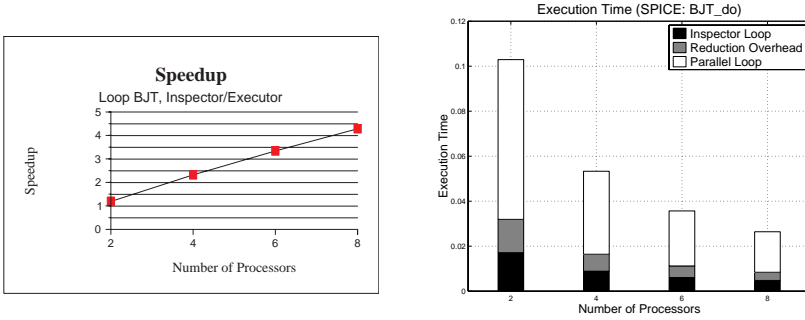 Speedup
Loop BJT, Inspector/Executor
5
4
3
2
1
0
2 4 6 8
Speedup
Number of Processors
Execution Time (SPICE: BJT_do)
0.12
0.1
0.08
0.06
0.04
0.02
0
2 4 6 8
Execution Time
Number of Processors
Inspector Loop
Reduction Overhead
Parallel Loop